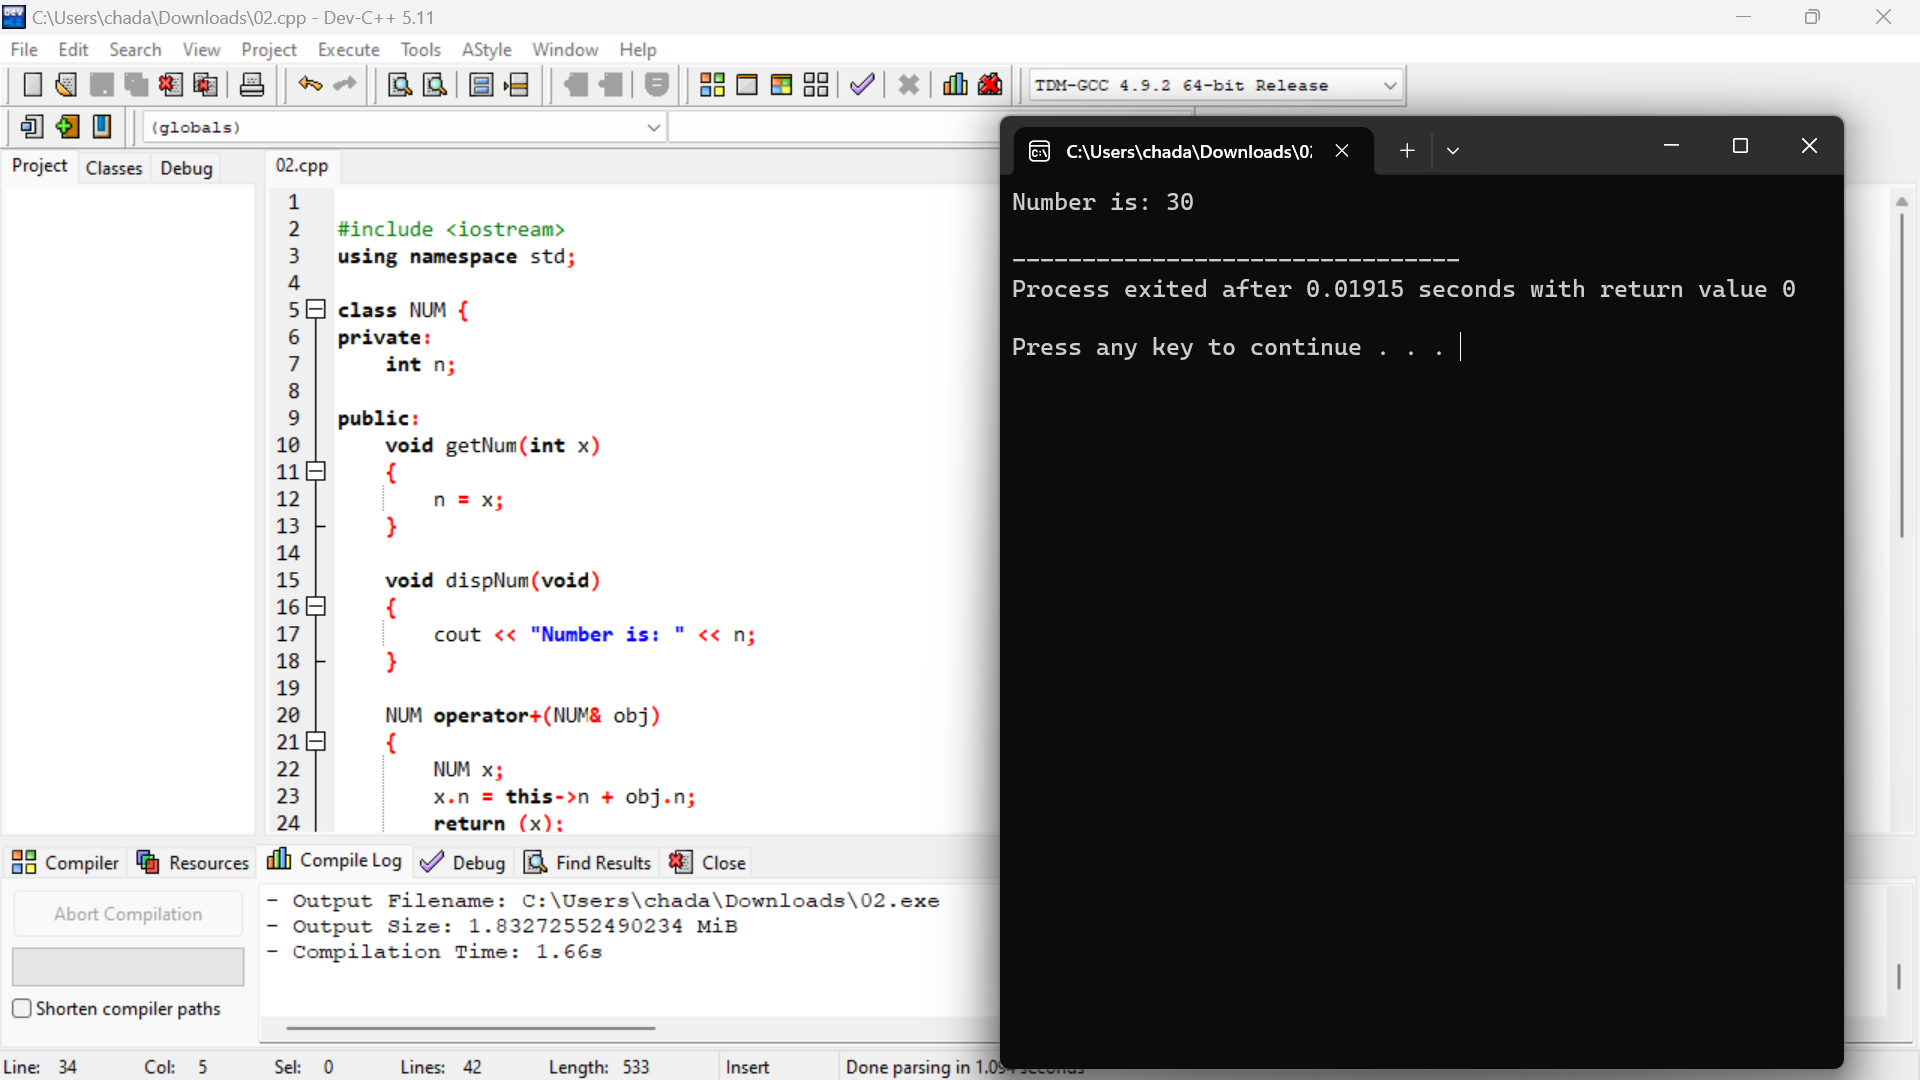 C:\Users\chada\Downloads\02.cpp - Dev-C++ 5.11
File Edit Search View Project Execute Tools AStyle Window Help
TDM-GCC 4.9.2 64-bit Release
(globals)
Project Classes Debug
02.cpp
1
2 #include <iostream>
3 using namespace std;
4
5 class NUM {
6 private:
7 int n;
8
9 public:
10 void getNum(int x)
11 {
12 n = x;
13 }
14
15 void dispNum(void)
16 {
17 cout << "Number is: " << n;
18 }
19
20 NUM operator+(NUM& obj)
21 {
22 NUM x;
23 x.n = this->n + obj.n;
24 return (x);
C:\Users\chada\Downloads\0
Number is: 30
--------------------------------
Process exited after 0.01915 seconds with return value 0
Press any key to continue . . .
Compiler Resources Compile Log Debug Find Results Close
Abort Compilation
Shorten compiler paths
- Output Filename: C:\Users\chada\Downloads\02.exe
- Output Size: 1.83272552490234 MiB
- Compilation Time: 1.66s
Line: 34 Col: 5 Sel: 0 Lines: 42 Length: 533 Insert Done parsing in